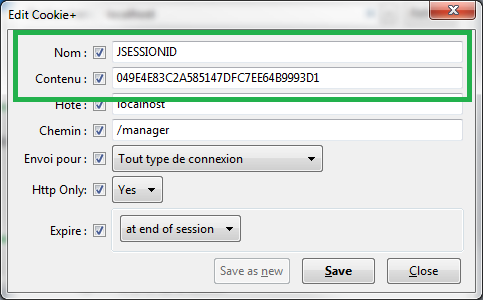 Edit Cookie+
Nom : JSESSIONID
Contenu : 049E4E83C2A585147DFC7EE64B9993D1
Hôte : localhost
Chemin : /manager
Envoi pour : Tout type de connexion
Http Only: Yes
Expire : at end of session
Save as new Save Close